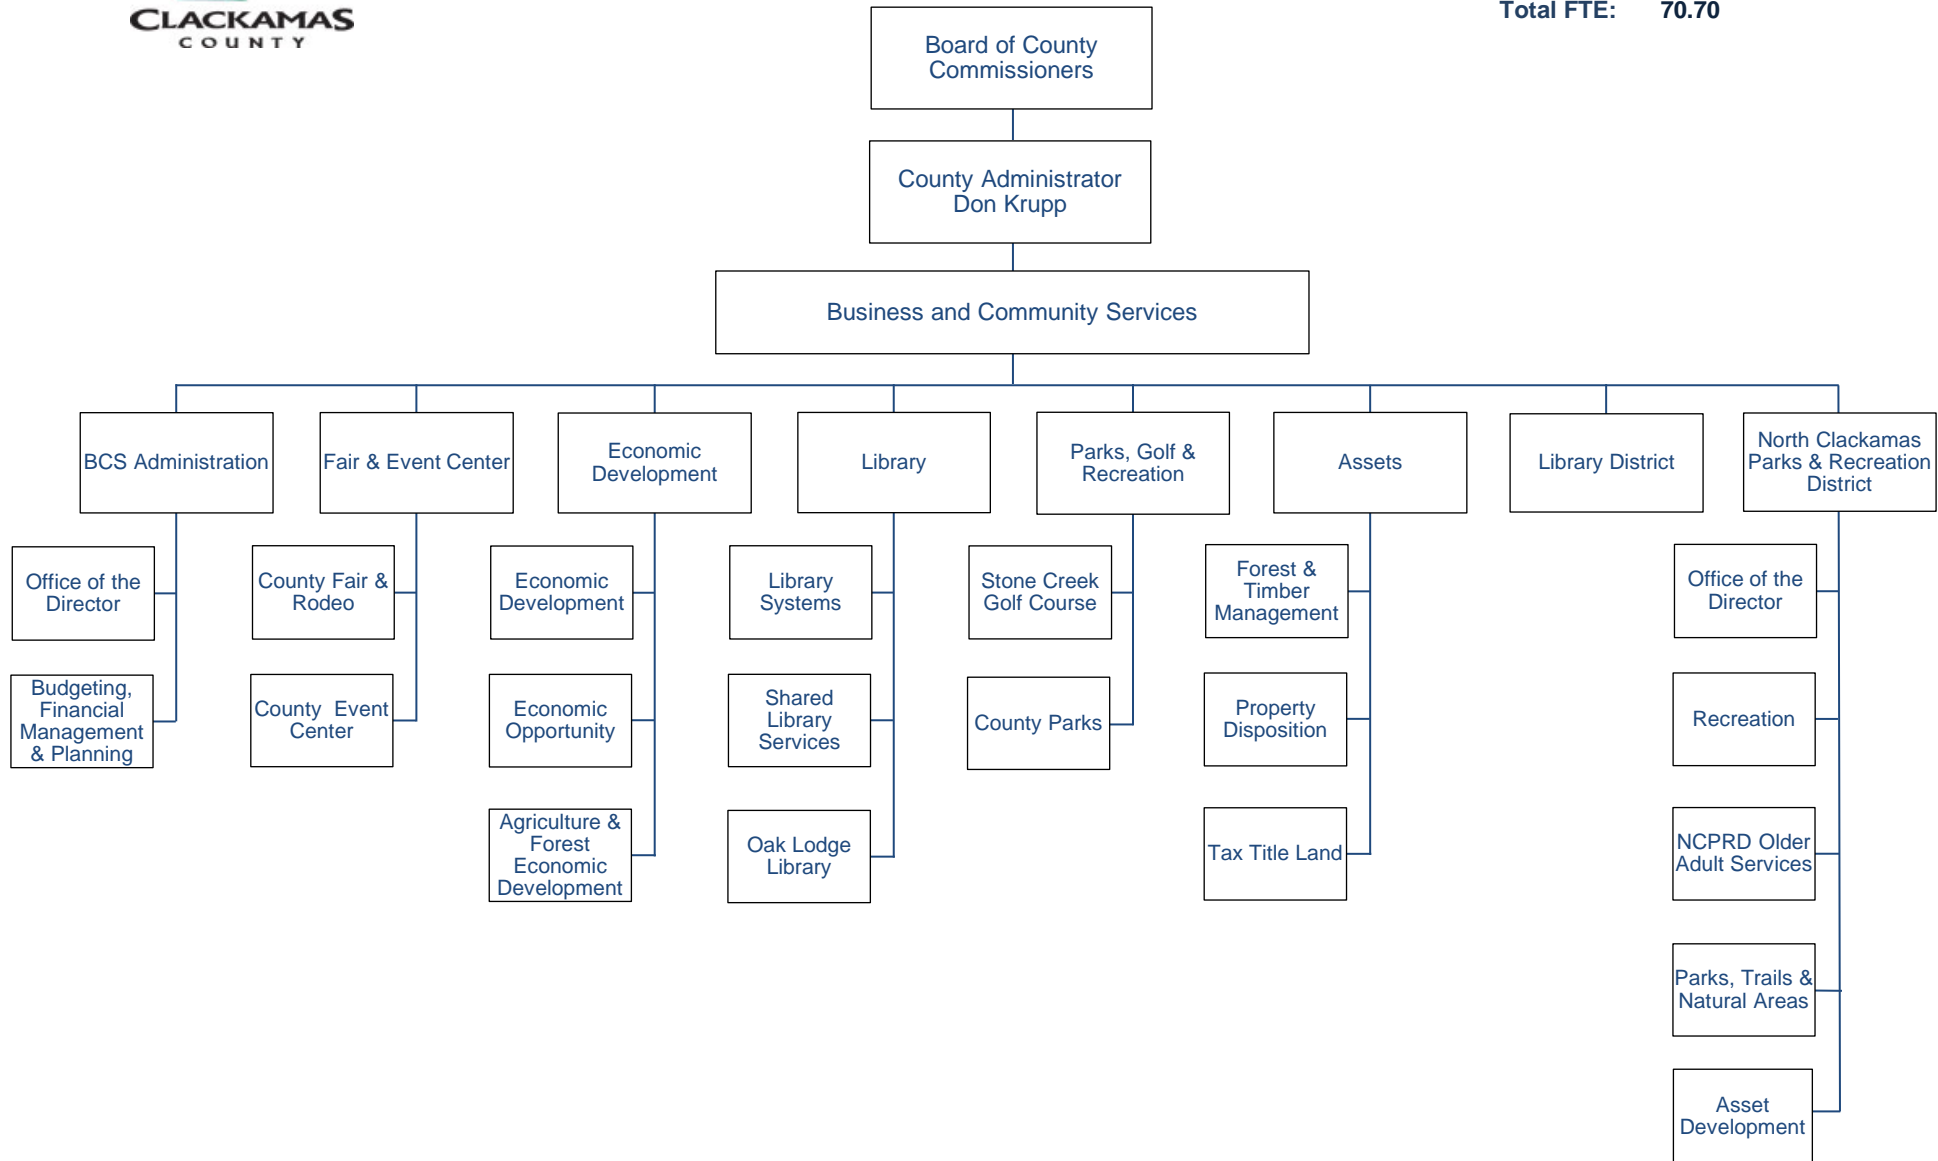 CLACKAMAS
COUNTY
Total FTE: 70.70
Board of County
Commissioners
County Administrator
Don Krupp
Business and Community Services
BCS Administration
Fair & Event Center
Economic
Development
Library
Parks, Golf &
Recreation
Assets
Library District
North Clackamas
Parks & Recreation
District
Office of the
Director
County Fair &
Rodeo
Economic
Development
Library
Systems
Stone Creek
Golf Course
Forest &
Timber
Management
Office of the
Director
Budgeting,
Financial
Management
& Planning
County Event
Center
Economic
Opportunity
Shared
Library
Services
County Parks
Property
Disposition
Recreation
Agriculture &
Forest
Economic
Development
Oak Lodge
Library
Tax Title Land
NCPRD Older
Adult Services
Parks, Trails &
Natural Areas
Asset
Development